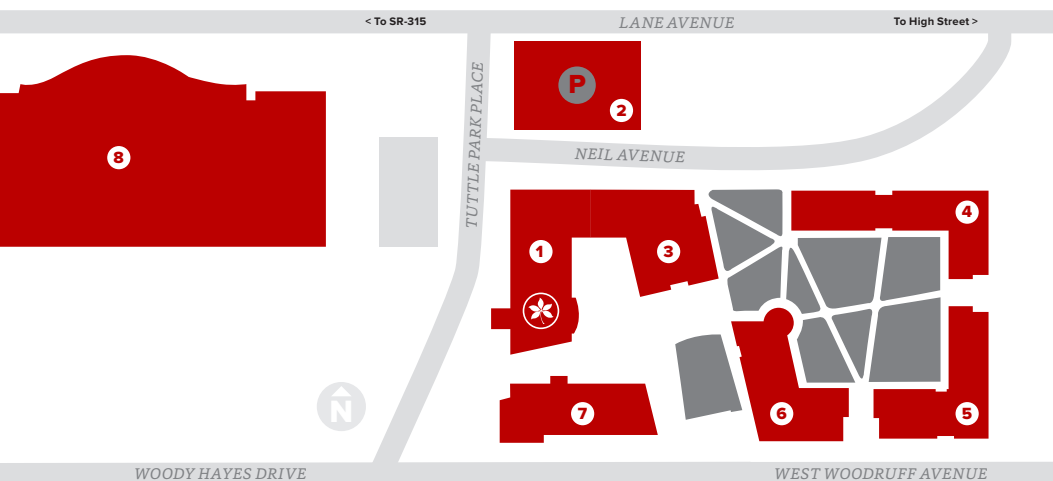 < To SR-315
LANE AVENUE
To High Street >
TUTTLE PARK PLACE
P
2
NEIL AVENUE
8
4
1
3
N
7
6
5
WOODY HAYES DRIVE
WEST WOODRUFF AVENUE